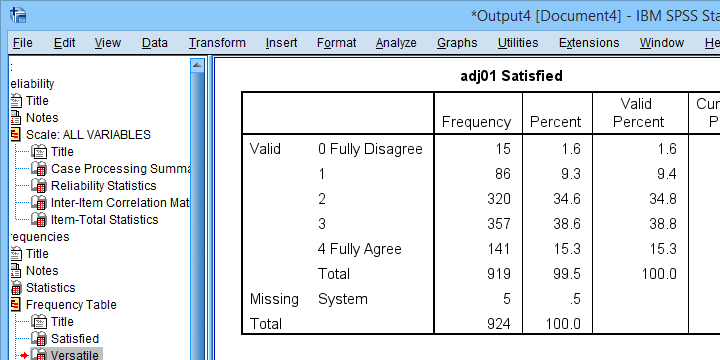 *Output4 [Document4] - IBM SPSS Sta
File Edit View Data Transform Insert Format Analyze Graphs Utilities Extensions Window He
:
eliability
Title
Notes
Scale: ALL VARIABLES
Title
Case Processing Summa
Reliability Statistics
Inter-Item Correlation Mat
Item-Total Statistics
equencies
Title
Notes
Statistics
Frequency Table
Title
Satisfied
Versatile
adj01 Satisfied
Frequency Percent Valid Percent Cur P
Valid 0 Fully Disagree 15 1.6 1.6
1 86 9.3 9.4
2 320 34.6 34.8
3 357 38.6 38.8
4 Fully Agree 141 15.3 15.3
Total 919 99.5 100.0
Missing System 5 .5
Total 924 100.0